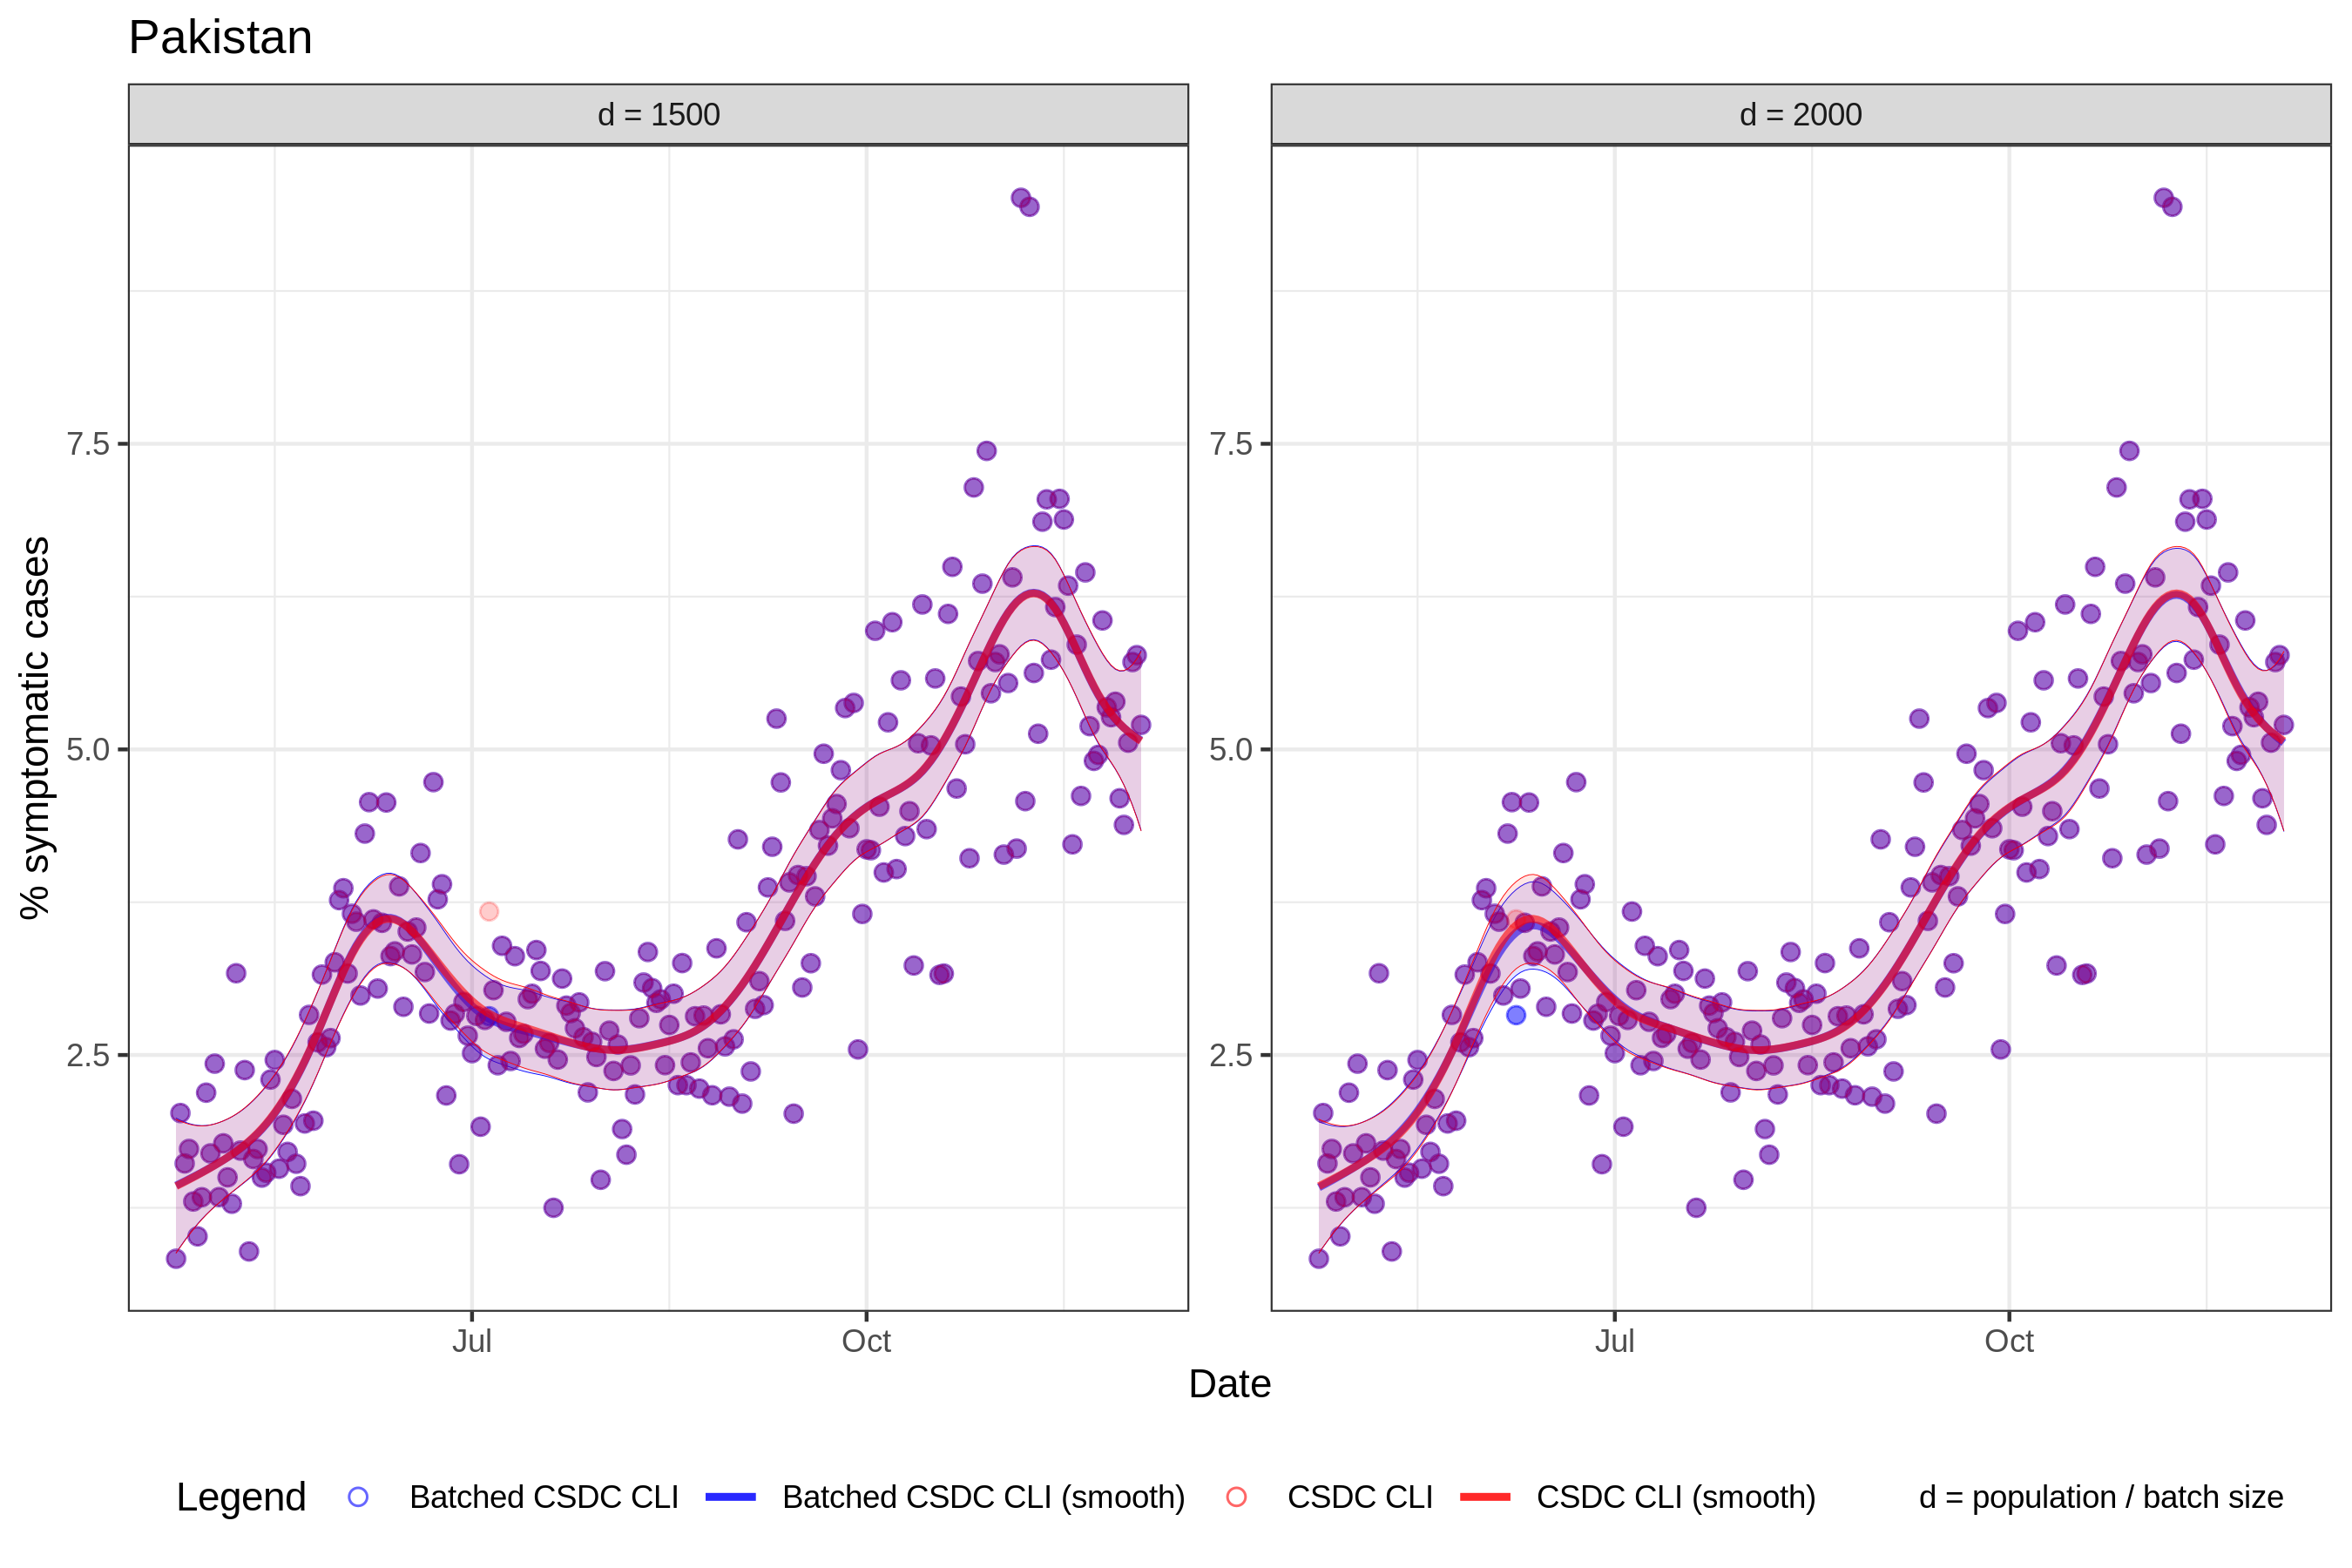 Pakistan
d = 1500
d = 2000
% symptomatic cases
7.5
5.0
2.5
7.5
5.0
2.5
Jul
Oct
Jul
Oct
Date
Legend
Batched CSDC CLI
Batched CSDC CLI (smooth)
CSDC CLI
CSDC CLI (smooth)
d = population / batch size